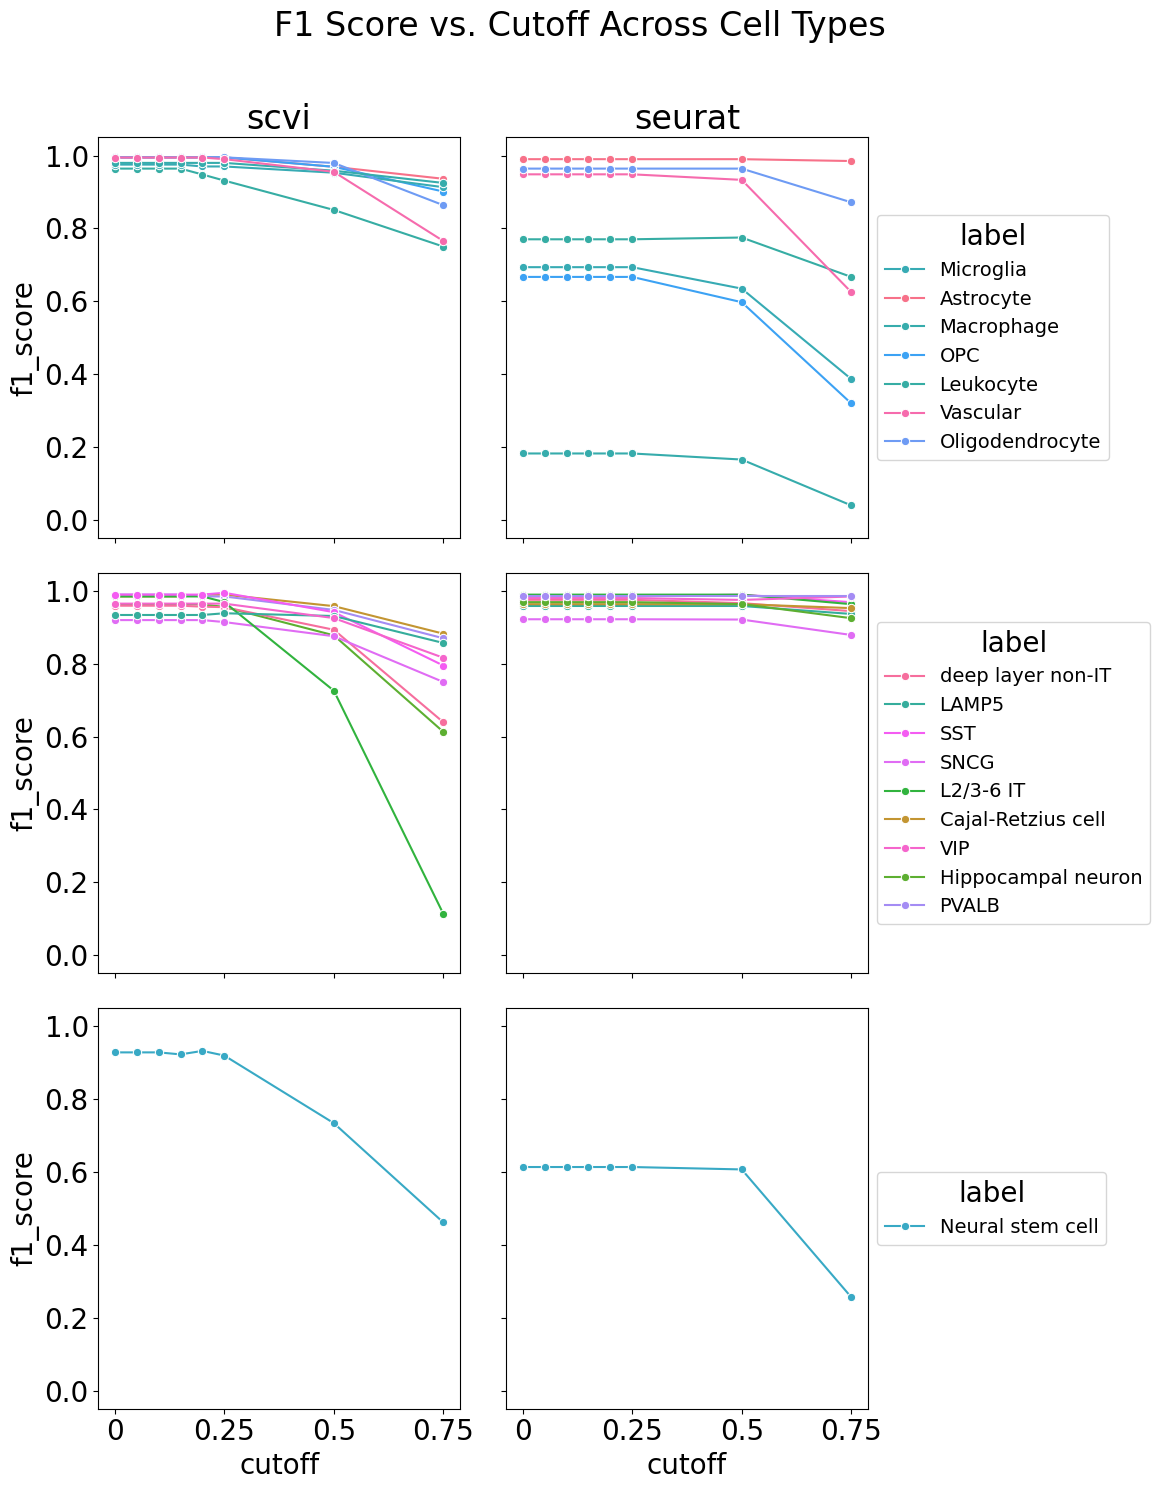 F1 Score vs. Cutoff Across Cell Types
scvi
seurat
1.0
0.8
0.6
0.4
0.2
0.0
f1_score
label
Microglia
Astrocyte
Macrophage
OPC
Leukocyte
Vascular
Oligodendrocyte
1.0
0.8
0.6
0.4
0.2
0.0
f1_score
label
deep layer non-IT
LAMP5
SST
SNCG
L2/3-6 IT
Cajal-Retzius cell
VIP
Hippocampal neuron
PVALB
1.0
0.8
0.6
0.4
0.2
0.0
f1_score
label
Neural stem cell
0 0.25 0.5 0.75
cutoff
0 0.25 0.5 0.75
cutoff